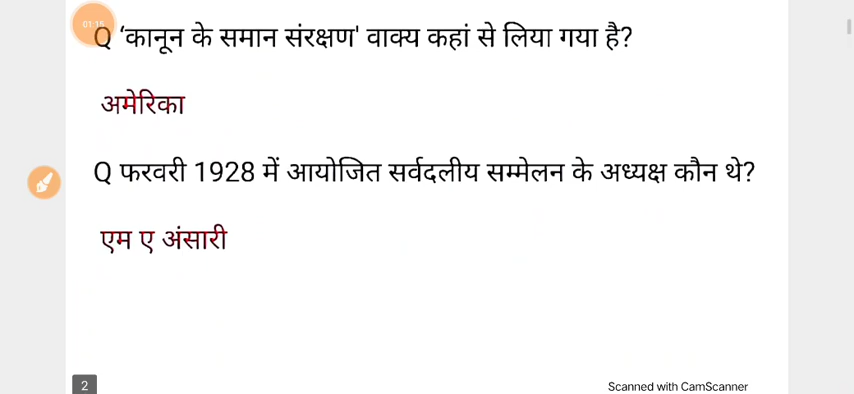 01:15
Q ‘कानून के समान संरक्षण' वाक्य कहां से लिया गया है?
अमेरिका
Q फरवरी 1928 में आयोजित सर्वदलीय सम्मेलन के अध्यक्ष कौन थे?
एम ए अंसारी
2
Scanned with CamScanner